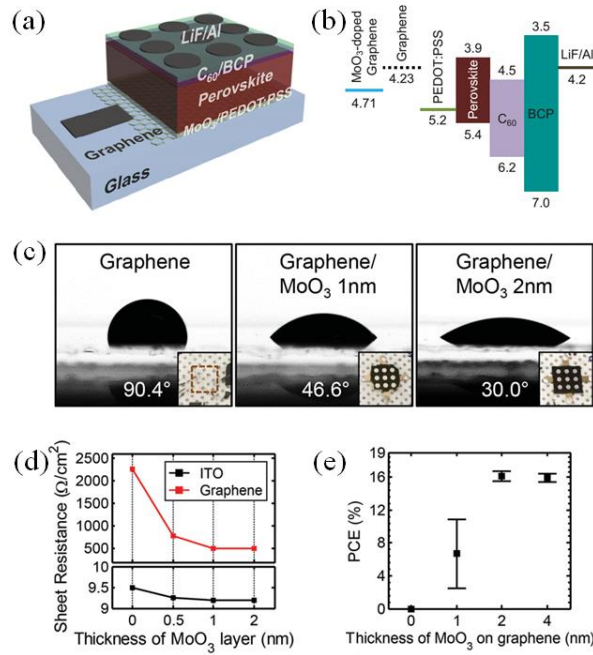 (a)
LiF/Al
C60/BCP
Perovskite
MoO3/PEDOT:PSS
Graphene
Glass
(b)
MoO3-doped
Graphene
4.71
Graphene
4.23
PEDOT:PSS
5.2
3.9
Perovskite
5.4
4.5
C60
6.2
3.5
BCP
7.0
LiF/Al
4.2
(c)
Graphene
90.4°
Graphene/
MoO3 1nm
46.6°
Graphene/
MoO3 2nm
30.0°
(d)
Sheet Resistance (Ω/cm²)
2500
2000
1500
1000
500
10.0
9.5
9.0
ITO
Graphene
0 0.5 1 2
Thickness of MoO3 layer (nm)
(e)
PCE (%)
16
12
8
4
0
0 1 2 4
Thickness of MoO3 on graphene (nm)